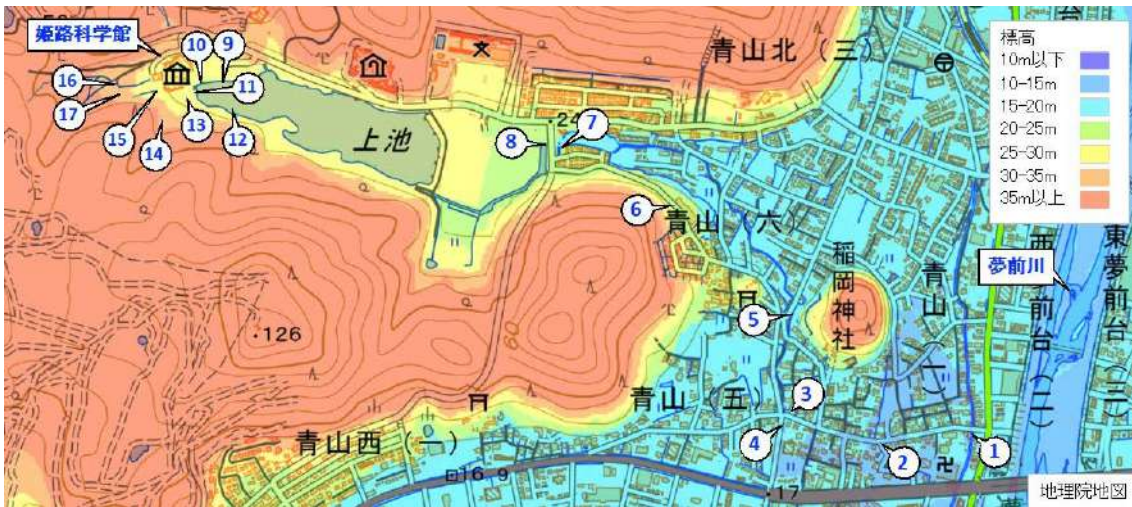 姫路科学館
10
9
16
17
15
14
13
12
11
上池
24
8
7
青山北(三)
6
青山(六)
稲岡神社
5
青山(一)
夢前川
西夢前台(二)
東夢前台(三)
126
青山(五)
3
4
2
1
青山西(一)
16.9
17
標高
10m以下
10-15m
15-20m
20-25m
25-30m
30-35m
35m以上
地理院地図